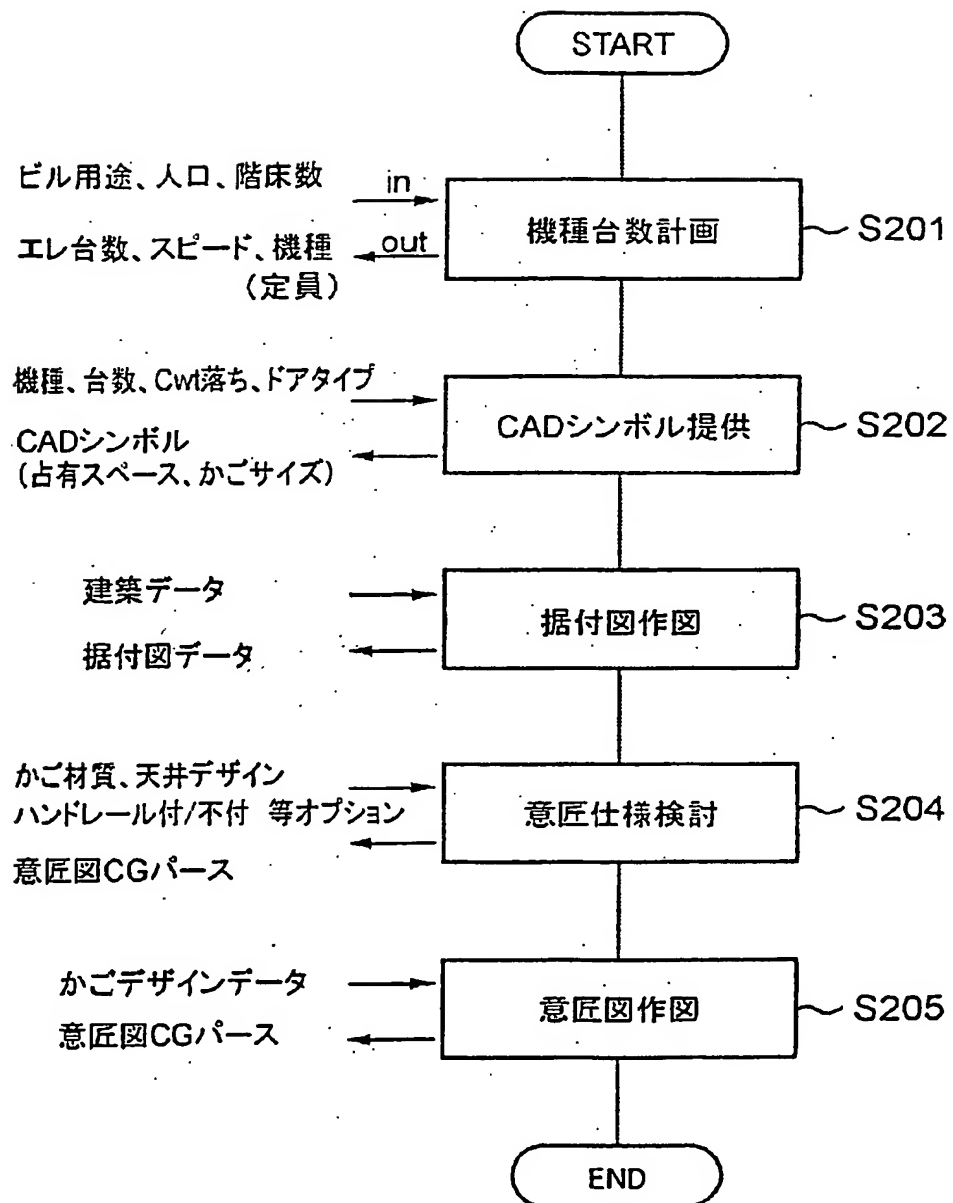 START
ビル用途、人口、階床数
in
機種台数計画
S201
エレ台数、スピード、機種
out
(定員)
機種、台数、Cwt落ち、ドアタイプ
CADシンボル提供
S202
CADシンボル
(占有スペース、かごサイズ)
建築データ
据付図作図
S203
据付図データ
かご材質、天井デザイン
ハンドレール付/不付 等オプション
意匠仕様検討
S204
意匠図CGパース
かごデザインデータ
意匠図作図
S205
意匠図CGパース
END